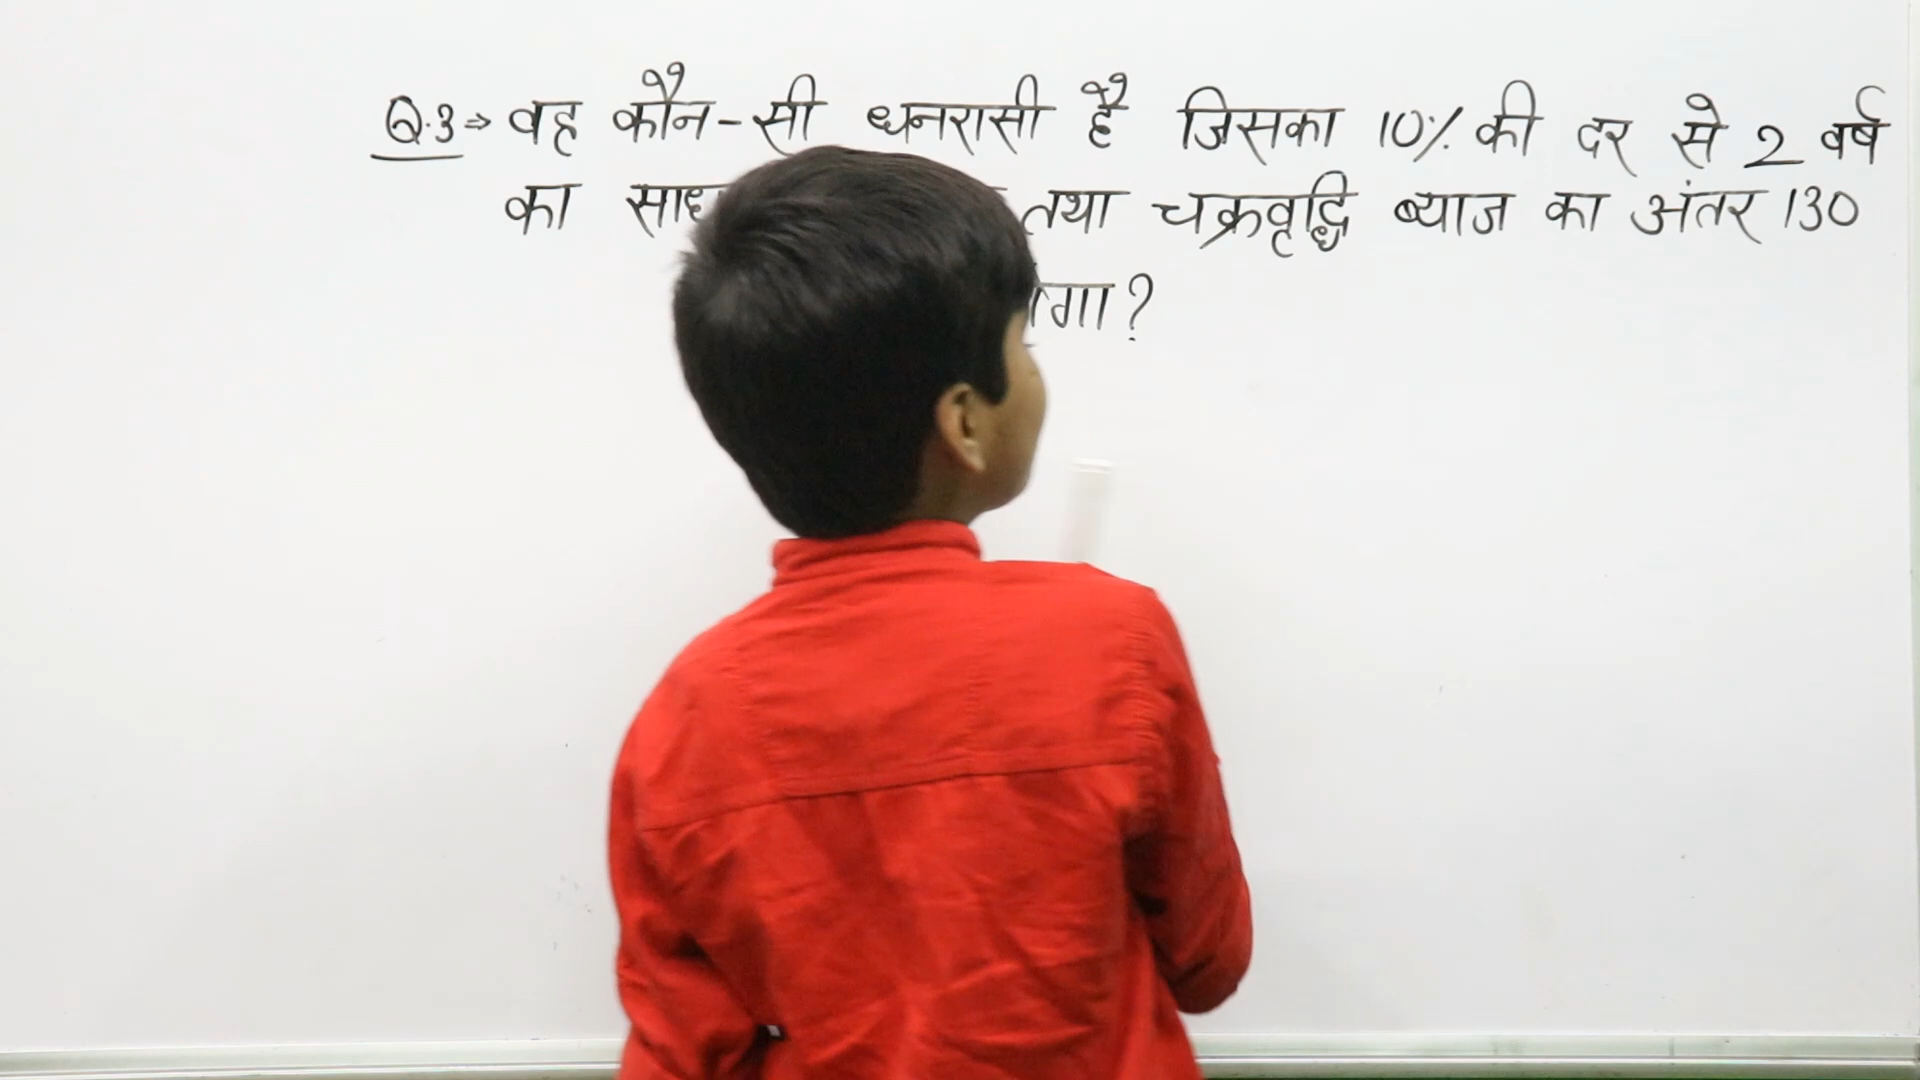 Q.3⇒ वह कौन-सी धनरासी है जिसका 10% की दर से 2 वर्ष
का तथा चक्रवृद्धि ब्याज का अंतर 130
?